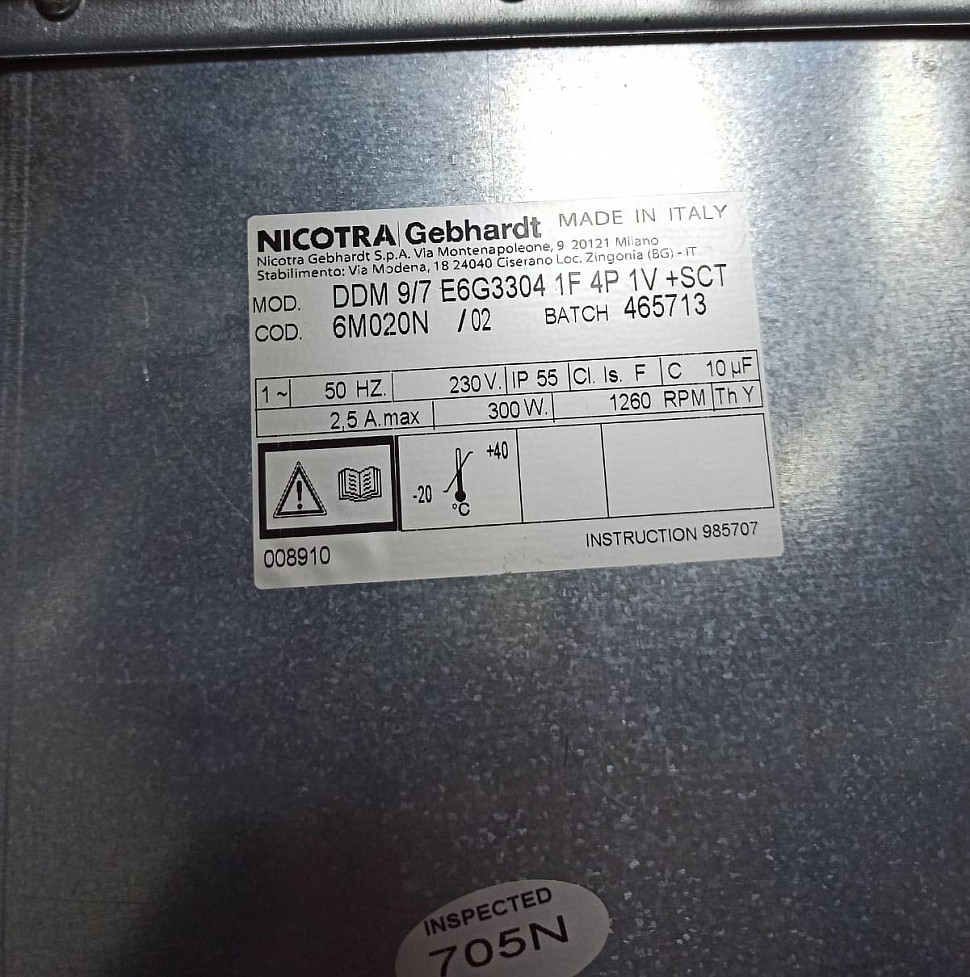 NICOTRA|Gebhardt MADE IN ITALY
Nicotra Gebhardt S.p.A. Via Montenapoleone, 9 20121 Milano
Stabilimento: Via Modena, 18 24040 Ciserano Loc. Zingonia (BG) - IT
MOD. DDM 9/7 E6G3304 1F 4P 1V +SCT
COD. 6M020N /02 BATCH 465713
1 ~ 50 HZ. 230 V. IP 55 Cl. Is. F C 10 µF
2,5 A.max 300 W. 1260 RPM Th Y
-20 °C +40
008910 INSTRUCTION 985707
INSPECTED
705N